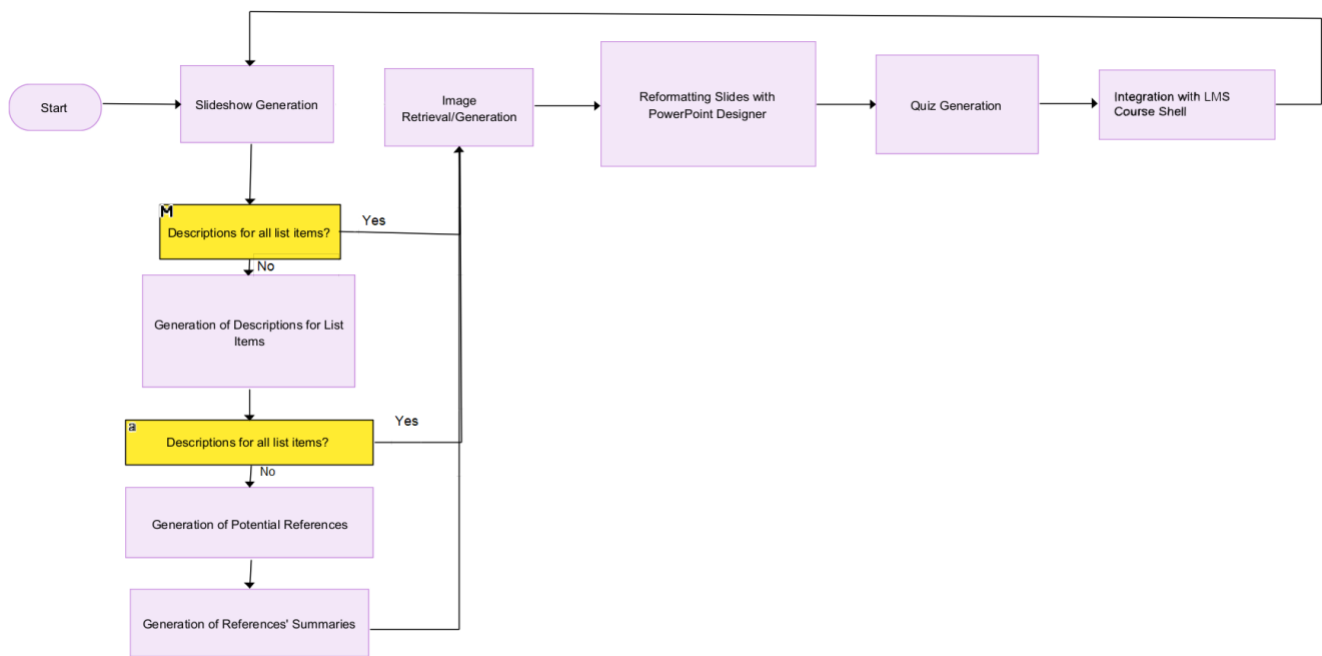 Start
Slideshow Generation
Image
Retrieval/Generation
Reformatting Slides with
PowerPoint Designer
Quiz Generation
Integration with LMS
Course Shell
M
Descriptions for all list items?
Yes
No
Generation of Descriptions for List
Items
a
Descriptions for all list items?
Yes
No
Generation of Potential References
Generation of References' Summaries